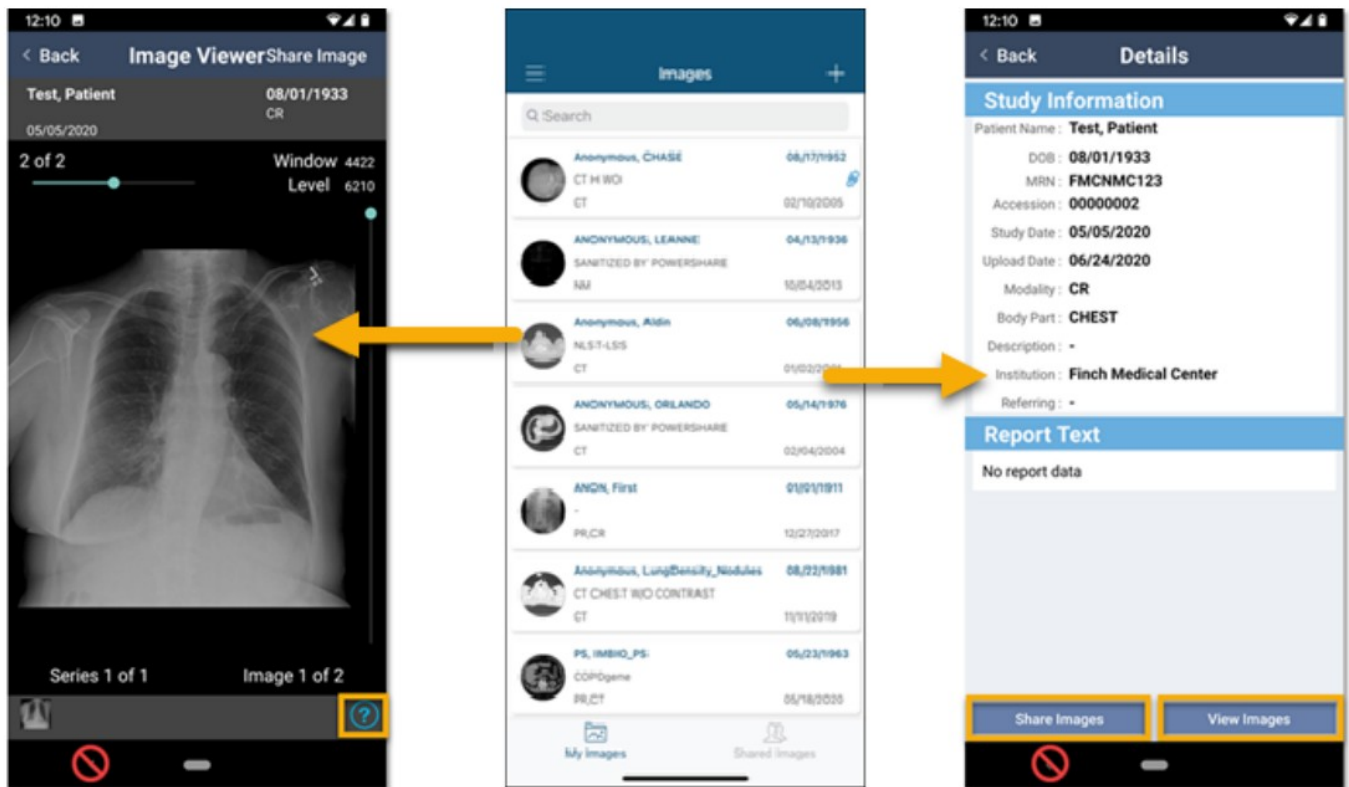 12:10
< Back Image Viewer Share Image
Test, Patient 08/01/1933
CR
05/05/2020
2 of 2 Window 4422
Level 6210
Series 1 of 1 Image 1 of 2
?
Images
Search
Anonymous, CHASE 08/17/1952
CT H WO
CT 02/10/2005
ANONYMOUS, LEANNE 04/13/1936
SANITIZED BY POWERSHARE
NM 10/04/2013
Anonymous, Aldin 06/08/1956
NLST-LSIS
CT
ANONYMOUS, ORLANDO 05/14/1976
SANITIZED BY POWERSHARE
CT 02/04/2004
ANON, First 01/01/1911
-
PR,CR 12/27/2017
Anonymous, LungDensity_Nodules 08/22/1981
CT CHEST W/O CONTRAST
CT 11/11/2019
PS, IMBIO_PS 05/23/1963
COPDgene
PR,CT 05/18/2020
My Images Shared Images
12:10
< Back Details
Study Information
Patient Name : Test, Patient
DOB : 08/01/1933
MRN : FMCNMC123
Accession : 00000002
Study Date : 05/05/2020
Upload Date : 06/24/2020
Modality : CR
Body Part : CHEST
Description : -
Institution : Finch Medical Center
Referring : -
Report Text
No report data
Share Images View Images